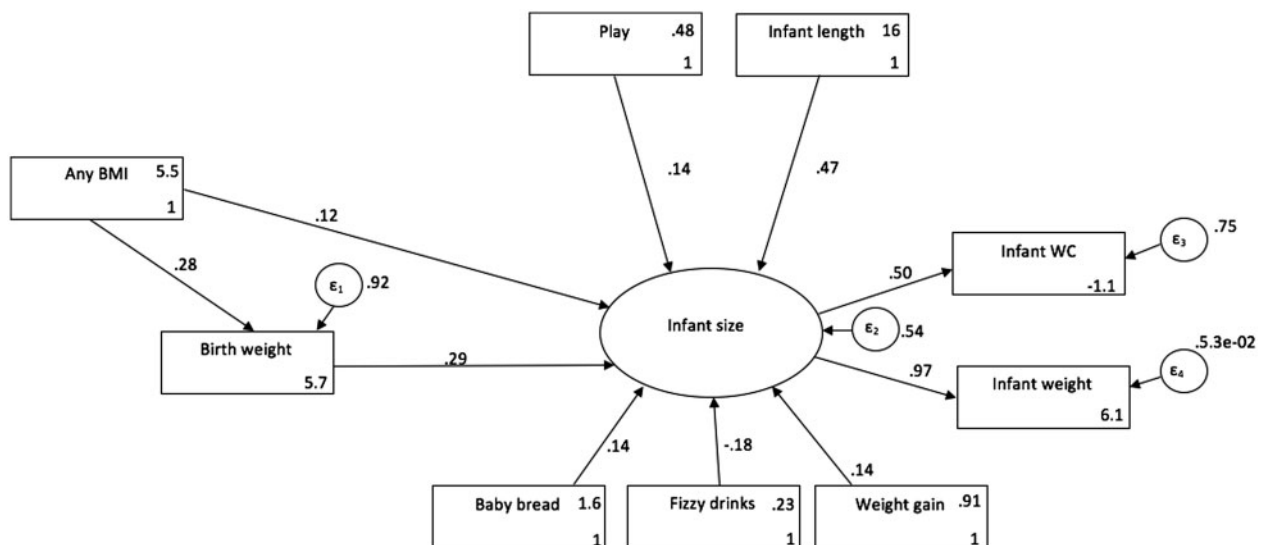 Play .48
1
Infant length 16
1
Any BMI 5.5
1
.14
.47
.12
.28
ε1 .92
Birth weight
5.7
.29
Infant size
ε2 .54
.50
.97
Infant WC
-1.1
ε3 .75
Infant weight
6.1
ε4 .5.3e-02
.14
-.18
.14
Baby bread 1.6
1
Fizzy drinks .23
1
Weight gain .91
1